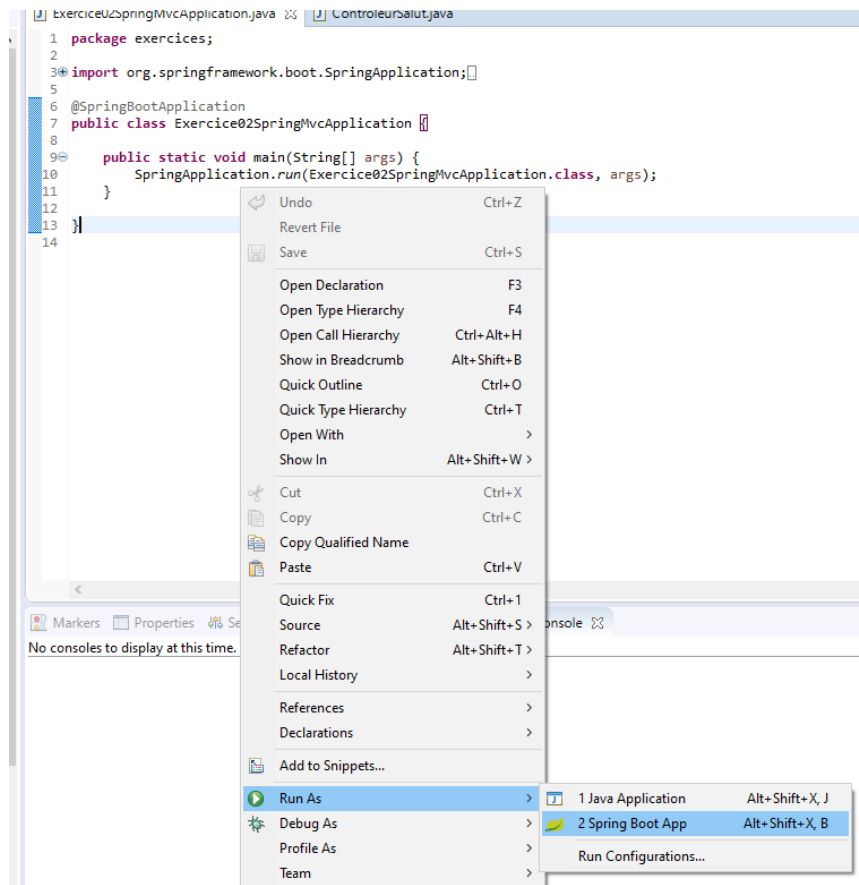 Exercice02SpringMvcApplication.java ControleurSalut.java
1 package exercices;
2
3 import org.springframework.boot.SpringApplication;
5
6 @SpringBootApplication
7 public class Exercice02SpringMvcApplication {
8
9 public static void main(String[] args) {
10 SpringApplication.run(Exercice02SpringMvcApplication.class, args);
11 }
12
13 }
14
Undo Ctrl+Z
Revert File
Save Ctrl+S
Open Declaration F3
Open Type Hierarchy F4
Open Call Hierarchy Ctrl+Alt+H
Show in Breadcrumb Alt+Shift+B
Quick Outline Ctrl+O
Quick Type Hierarchy Ctrl+T
Open With >
Show In Alt+Shift+W >
Cut Ctrl+X
Copy Ctrl+C
Copy Qualified Name
Paste Ctrl+V
Quick Fix Ctrl+1
Source Alt+Shift+S >
Refactor Alt+Shift+T >
Local History >
References >
Declarations >
Add to Snippets...
Run As >
Debug As >
Profile As >
Team >
Markers Properties Se onsole
No consoles to display at this time.
1 Java Application Alt+Shift+X, J
2 Spring Boot App Alt+Shift+X, B
Run Configurations...